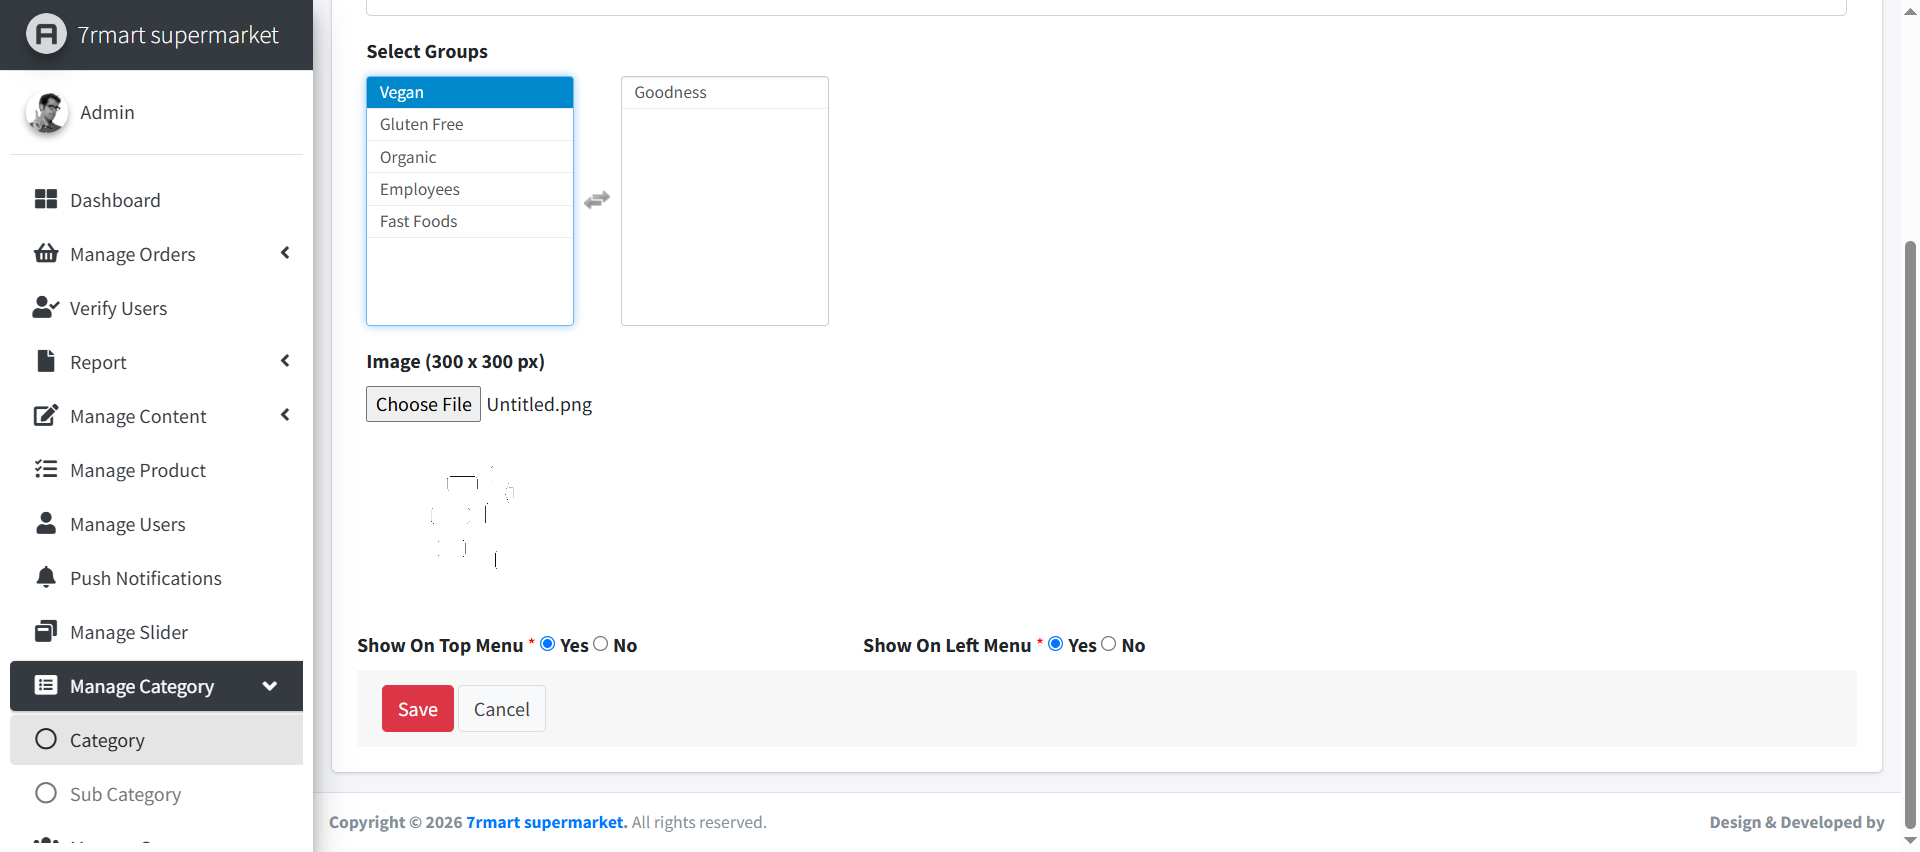 7rmart supermarket
Admin
Dashboard
Manage Orders
Verify Users
Report
Manage Content
Manage Product
Manage Users
Push Notifications
Manage Slider
Manage Category
Category
Sub Category
Select Groups
Vegan
Gluten Free
Organic
Employees
Fast Foods
Goodness
Image (300 x 300 px)
Choose File Untitled.png
Show On Top Menu * Yes No
Show On Left Menu * Yes No
Save Cancel
Copyright © 2026 7rmart supermarket. All rights reserved.
Design & Developed by